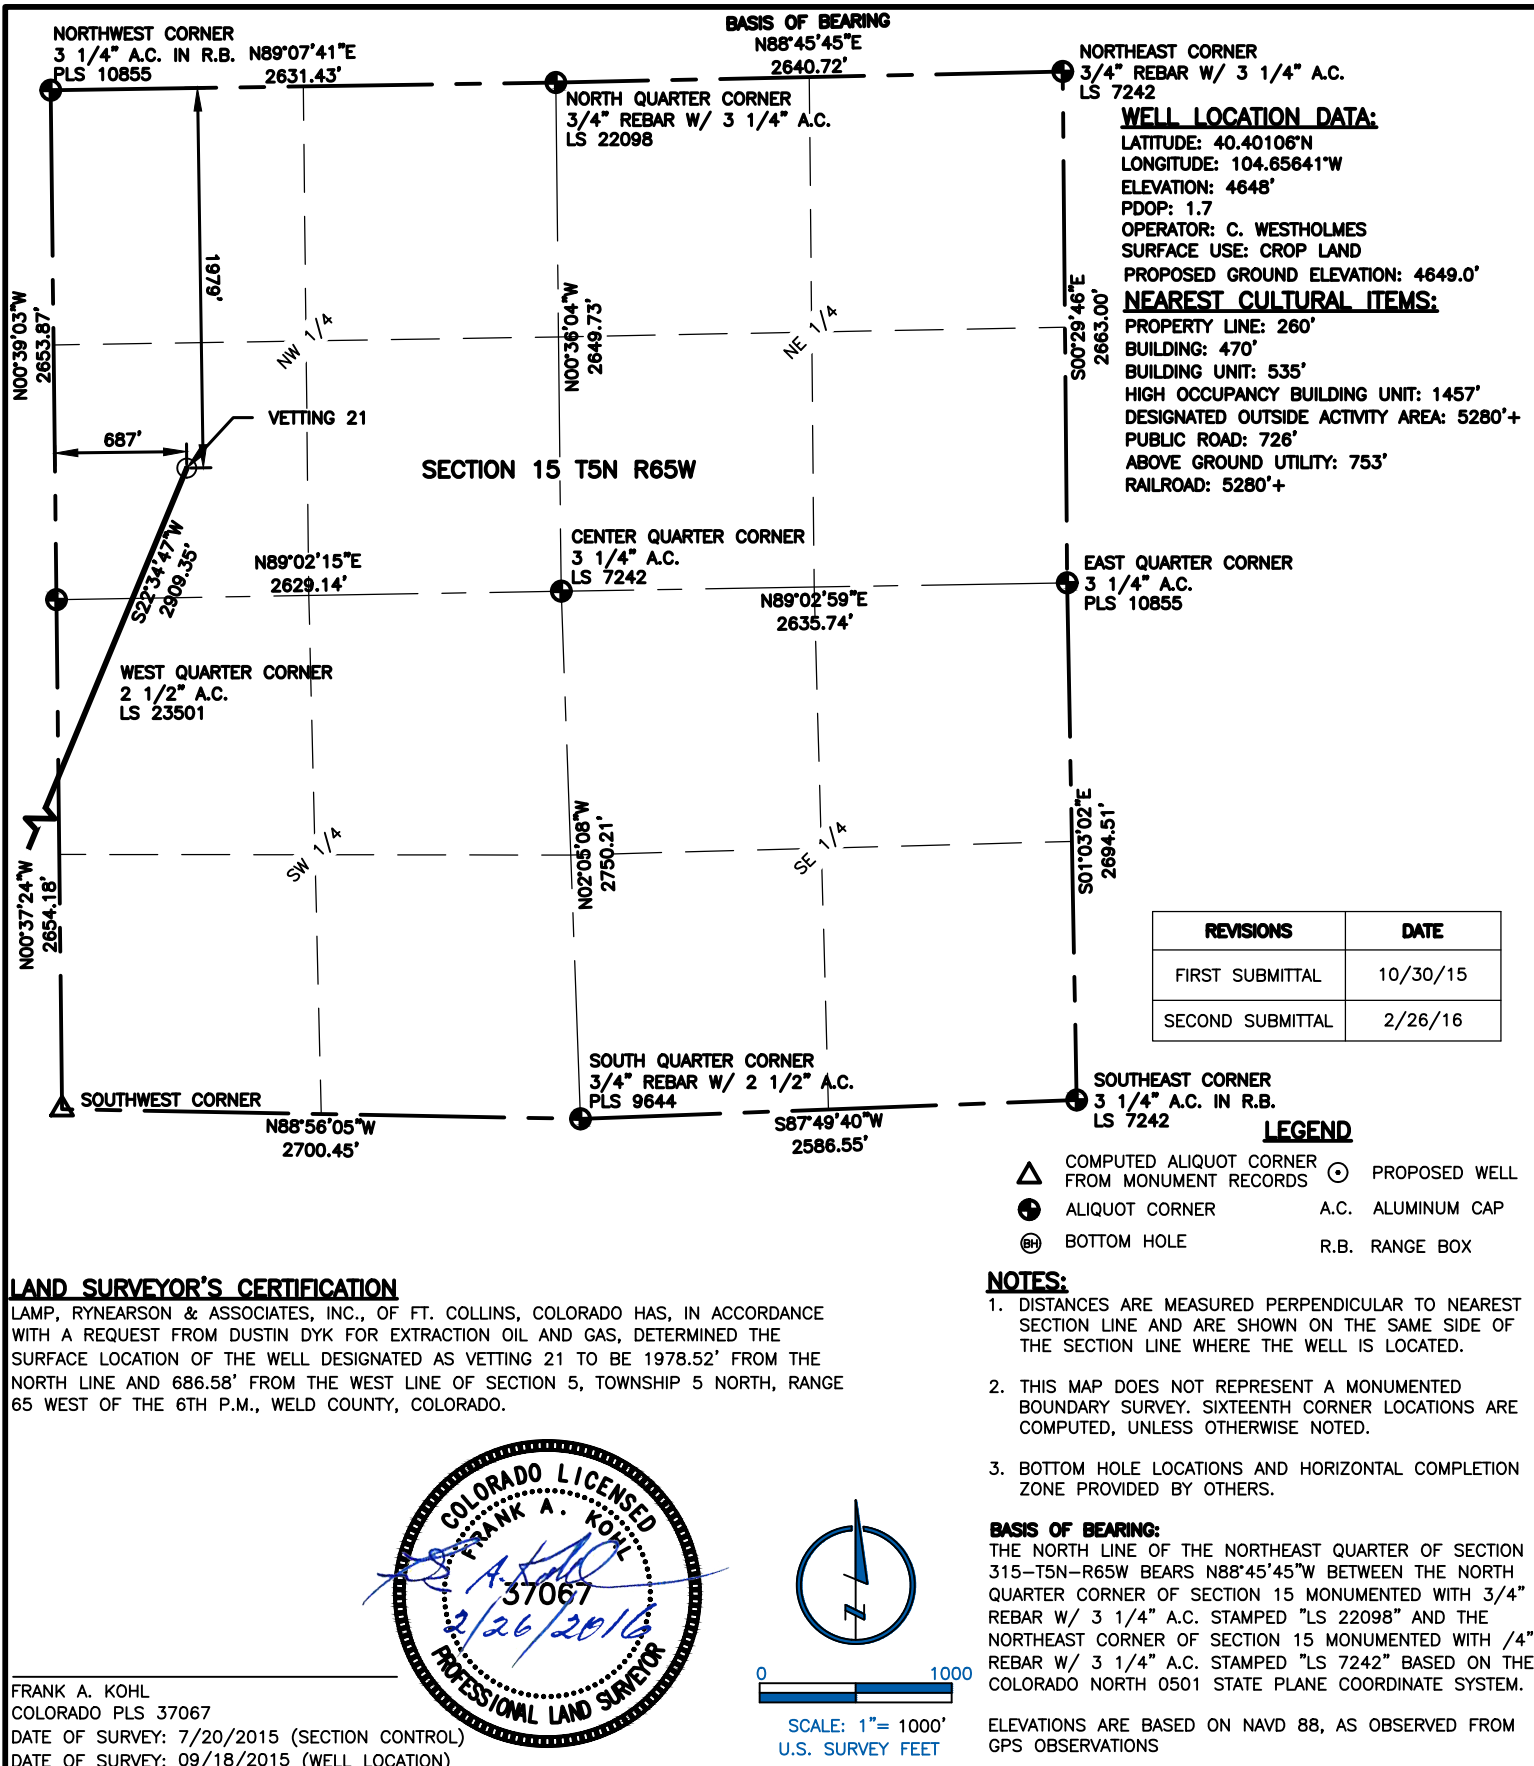 BASIS OF BEARING
N88°45'45"E
2640.72'
NORTHWEST CORNER
3 1/4" A.C. IN R.B.
PLS 10855
N89°07'41"E
2631.43'
NORTHEAST CORNER
3/4" REBAR W/ 3 1/4" A.C.
LS 7242
NORTH QUARTER CORNER
3/4" REBAR W/ 3 1/4" A.C.
LS 22098
WELL LOCATION DATA:
LATITUDE: 40.40106°N
LONGITUDE: 104.65641°W
ELEVATION: 4648'
PDOP: 1.7
OPERATOR: C. WESTHOLMES
SURFACE USE: CROP LAND
PROPOSED GROUND ELEVATION: 4649.0'
NEAREST CULTURAL ITEMS:
PROPERTY LINE: 260'
BUILDING: 470'
BUILDING UNIT: 535'
HIGH OCCUPANCY BUILDING UNIT: 1457'
DESIGNATED OUTSIDE ACTIVITY AREA: 5280'+
PUBLIC ROAD: 726'
ABOVE GROUND UTILITY: 753'
RAILROAD: 5280'+
1979'
N00°39'03"W
2653.87'
NW 1/4
N00°36'04"W
2649.73'
NE 1/4
S00°29'46"E
2663.00'
687'
VETTING 21
SECTION 15 T5N R65W
S22°34'47"W
2909.35'
N89°02'15"E
2629.14'
CENTER QUARTER CORNER
3 1/4" A.C.
LS 7242
N89°02'59"E
2635.74'
EAST QUARTER CORNER
3 1/4" A.C.
PLS 10855
WEST QUARTER CORNER
2 1/2" A.C.
LS 23501
N00°37'24"W
2654.18'
SW 1/4
N02°05'08"W
2750.21'
SE 1/4
S01°03'02"E
2694.51'
REVISIONS DATE
FIRST SUBMITTAL 10/30/15
SECOND SUBMITTAL 2/26/16
SOUTHWEST CORNER
N88°56'05"W
2700.45'
SOUTH QUARTER CORNER
3/4" REBAR W/ 2 1/2" A.C.
PLS 9644
S87°49'40"W
2586.55'
SOUTHEAST CORNER
3 1/4" A.C. IN R.B.
LS 7242
LEGEND
COMPUTED ALIQUOT CORNER
FROM MONUMENT RECORDS
PROPOSED WELL
ALIQUOT CORNER
A.C. ALUMINUM CAP
BH BOTTOM HOLE
R.B. RANGE BOX
LAND SURVEYOR'S CERTIFICATION
LAMP, RYNEARSON & ASSOCIATES, INC., OF FT. COLLINS, COLORADO HAS, IN ACCORDANCE
WITH A REQUEST FROM DUSTIN DYK FOR EXTRACTION OIL AND GAS, DETERMINED THE
SURFACE LOCATION OF THE WELL DESIGNATED AS VETTING 21 TO BE 1978.52' FROM THE
NORTH LINE AND 686.58' FROM THE WEST LINE OF SECTION 5, TOWNSHIP 5 NORTH, RANGE
65 WEST OF THE 6TH P.M., WELD COUNTY, COLORADO.
NOTES:
1. DISTANCES ARE MEASURED PERPENDICULAR TO NEAREST
SECTION LINE AND ARE SHOWN ON THE SAME SIDE OF
THE SECTION LINE WHERE THE WELL IS LOCATED.
2. THIS MAP DOES NOT REPRESENT A MONUMENTED
BOUNDARY SURVEY. SIXTEENTH CORNER LOCATIONS ARE
COMPUTED, UNLESS OTHERWISE NOTED.
3. BOTTOM HOLE LOCATIONS AND HORIZONTAL COMPLETION
ZONE PROVIDED BY OTHERS.
BASIS OF BEARING:
THE NORTH LINE OF THE NORTHEAST QUARTER OF SECTION
315-T5N-R65W BEARS N88°45'45"W BETWEEN THE NORTH
QUARTER CORNER OF SECTION 15 MONUMENTED WITH 3/4"
REBAR W/ 3 1/4" A.C. STAMPED "LS 22098" AND THE
NORTHEAST CORNER OF SECTION 15 MONUMENTED WITH /4"
REBAR W/ 3 1/4" A.C. STAMPED "LS 7242" BASED ON THE
COLORADO NORTH 0501 STATE PLANE COORDINATE SYSTEM.
ELEVATIONS ARE BASED ON NAVD 88, AS OBSERVED FROM
GPS OBSERVATIONS
COLORADO LICENSED
FRANK A. KOHL
37067
2/26/2016
PROFESSIONAL LAND SURVEYOR
N
0 1000
SCALE: 1"= 1000'
U.S. SURVEY FEET
FRANK A. KOHL
COLORADO PLS 37067
DATE OF SURVEY: 7/20/2015 (SECTION CONTROL)
DATE OF SURVEY: 09/18/2015 (WELL LOCATION)